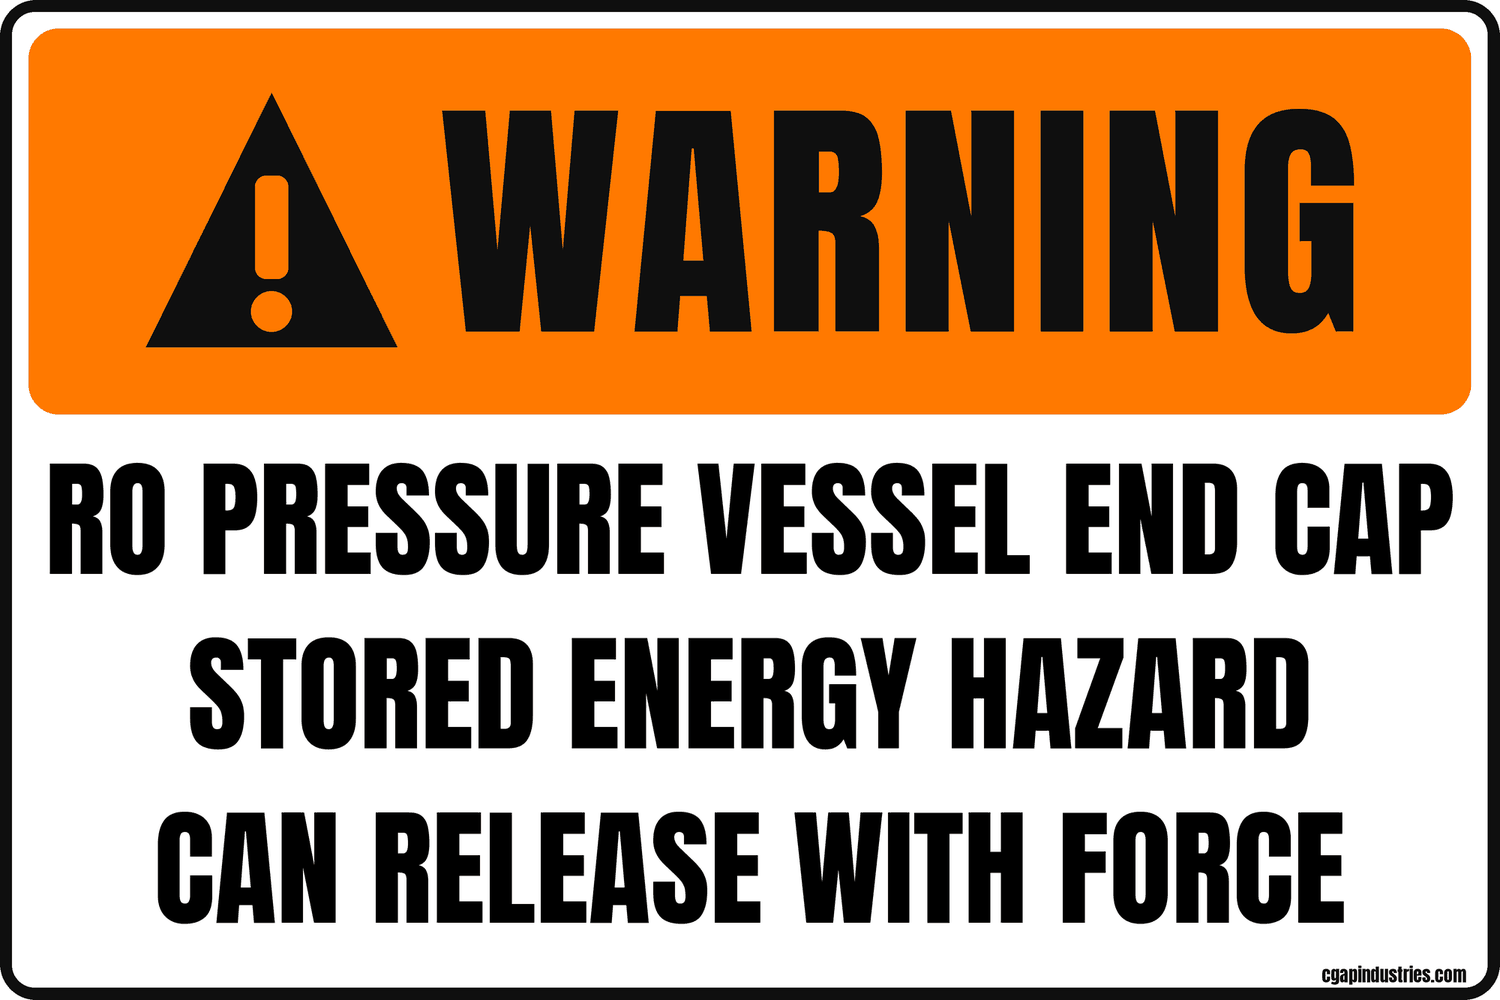 WARNING
RO PRESSURE VESSEL END CAP
STORED ENERGY HAZARD
CAN RELEASE WITH FORCE
cgapindustries.com